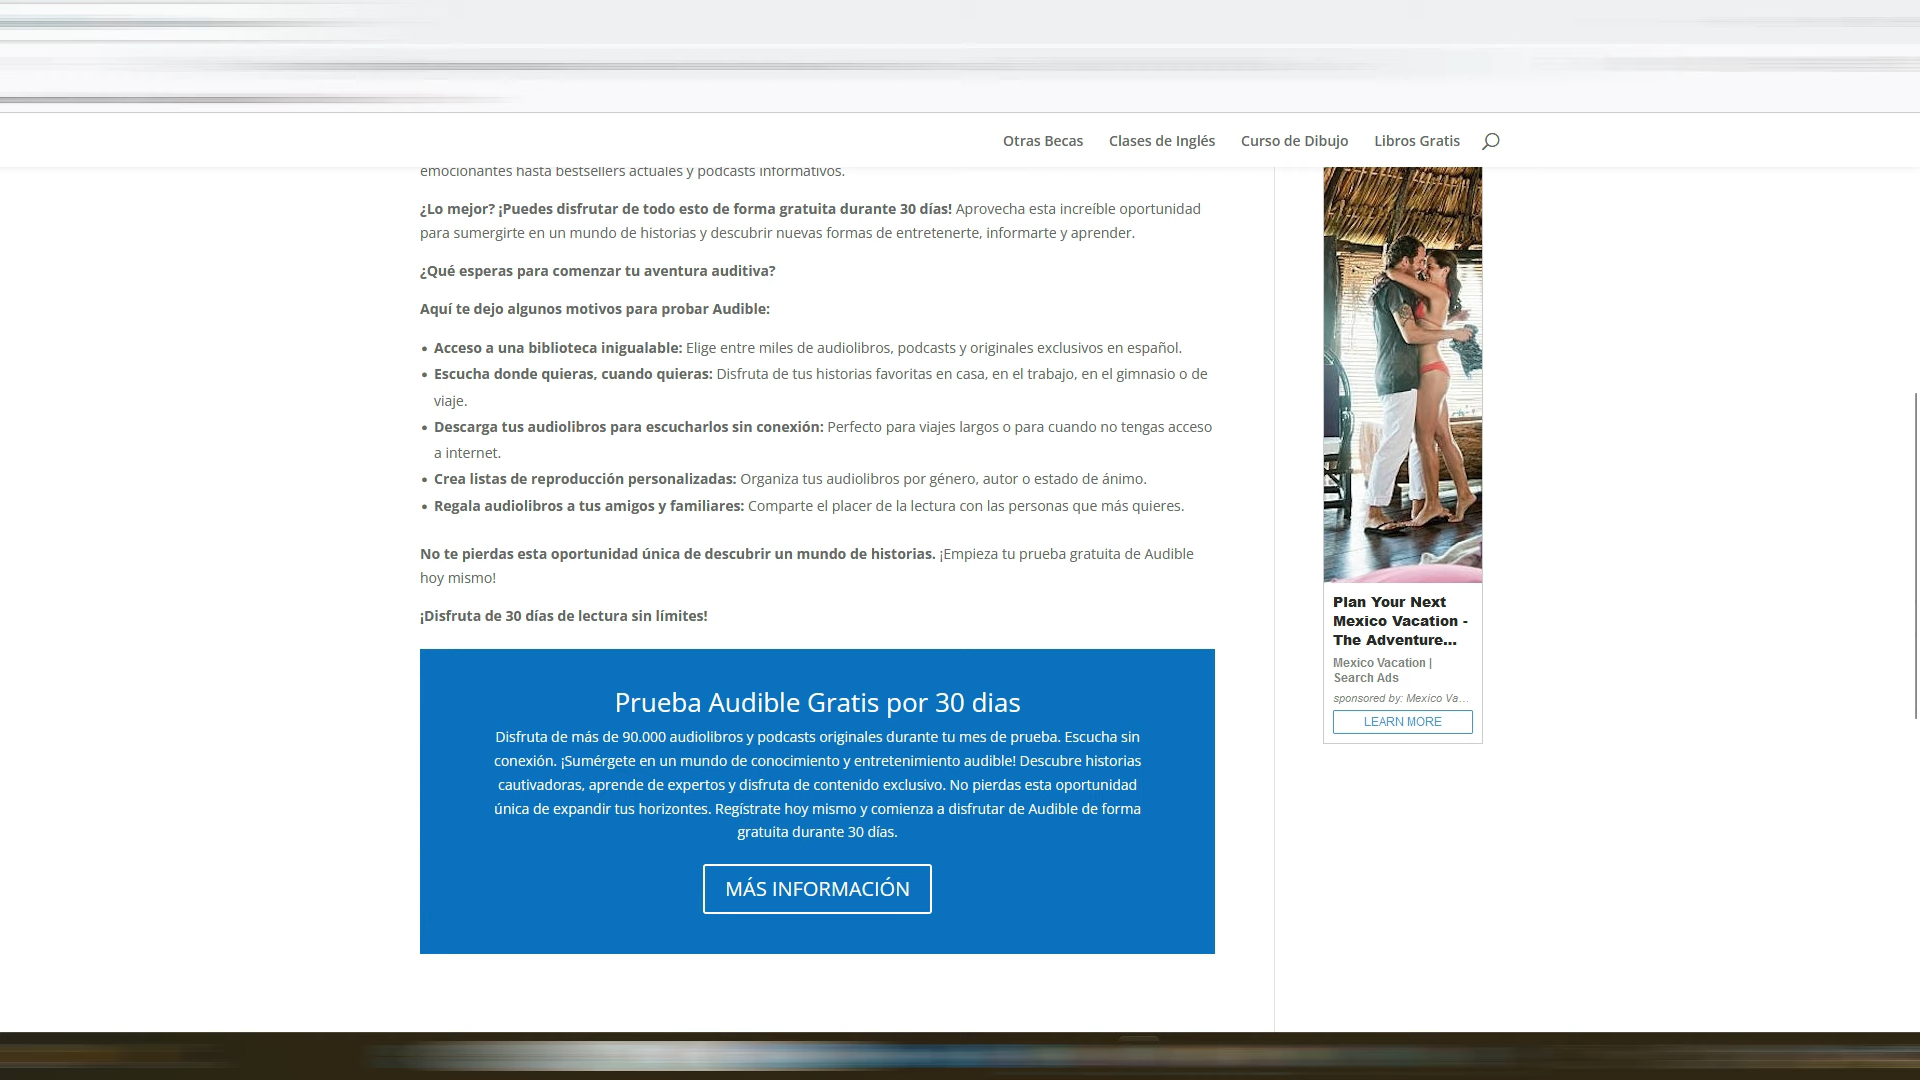 Otras Becas Clases de Inglés Curso de Dibujo Libros Gratis
emocionantes hasta bestsellers actuales y podcasts informativos.
¿Lo mejor? ¡Puedes disfrutar de todo esto de forma gratuita durante 30 días! Aprovecha esta increíble oportunidad
para sumergirte en un mundo de historias y descubrir nuevas formas de entretenerte, informarte y aprender.
¿Qué esperas para comenzar tu aventura auditiva?
Aquí te dejo algunos motivos para probar Audible:
• Acceso a una biblioteca inigualable: Elige entre miles de audiolibros, podcasts y originales exclusivos en español.
• Escucha donde quieras, cuando quieras: Disfruta de tus historias favoritas en casa, en el trabajo, en el gimnasio o de
viaje.
• Descarga tus audiolibros para escucharlos sin conexión: Perfecto para viajes largos o para cuando no tengas acceso
a internet.
• Crea listas de reproducción personalizadas: Organiza tus audiolibros por género, autor o estado de ánimo.
• Regala audiolibros a tus amigos y familiares: Comparte el placer de la lectura con las personas que más quieres.
No te pierdas esta oportunidad única de descubrir un mundo de historias. ¡Empieza tu prueba gratuita de Audible
hoy mismo!
¡Disfruta de 30 días de lectura sin límites!
Prueba Audible Gratis por 30 dias
Disfruta de más de 90.000 audiolibros y podcasts originales durante tu mes de prueba. Escucha sin
conexión. ¡Sumérgete en un mundo de conocimiento y entretenimiento audible! Descubre historias
cautivadoras, aprende de expertos y disfruta de contenido exclusivo. No pierdas esta oportunidad
única de expandir tus horizontes. Regístrate hoy mismo y comienza a disfrutar de Audible de forma
gratuita durante 30 días.
MÁS INFORMACIÓN
Plan Your Next
Mexico Vacation -
The Adventure...
Mexico Vacation |
Search Ads
sponsored by: Mexico Va...
LEARN MORE